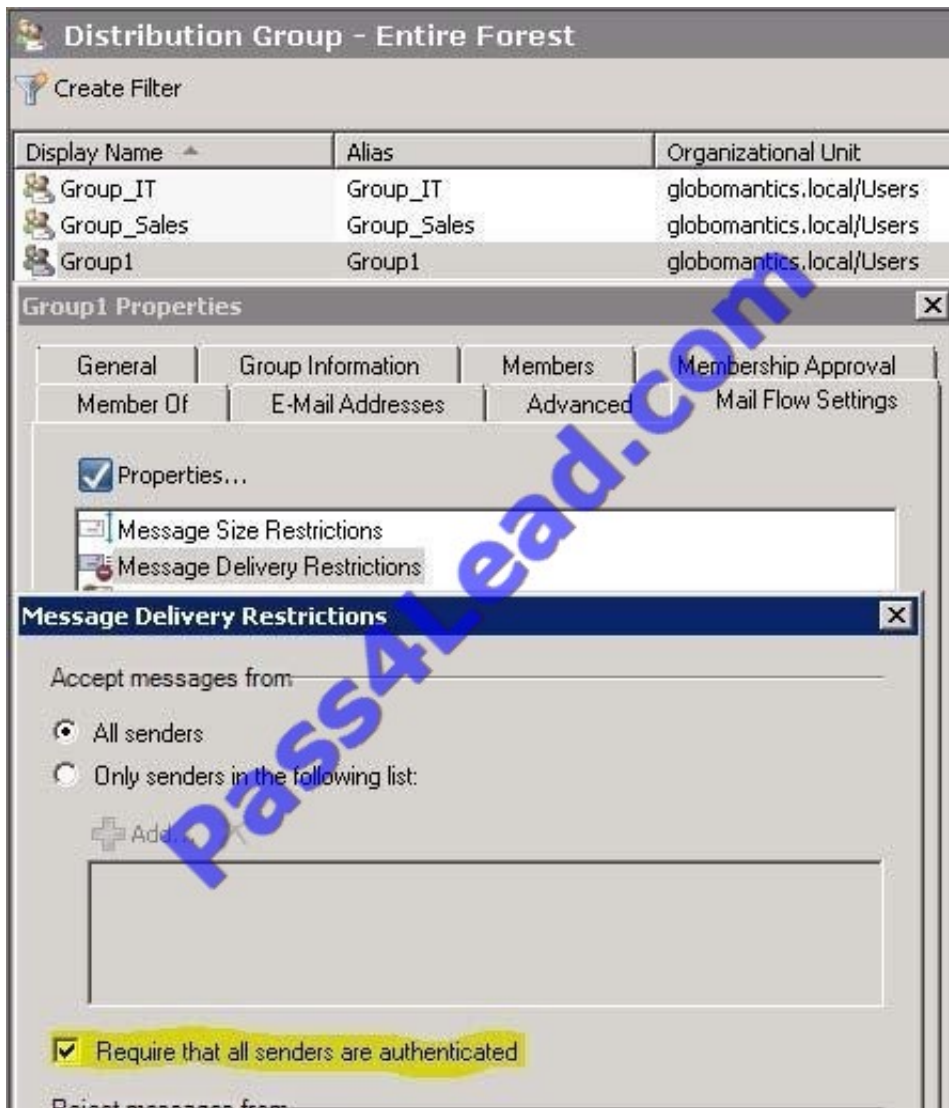 Distribution Group - Entire Forest
Create Filter
Display Name Alias Organizational Unit
Group_IT Group_IT globomantics.local/Users
Group_Sales Group_Sales globomantics.local/Users
Group1 Group1 globomantics.local/Users
Group1 Properties
General Group Information Members Membership Approval
Member Of E-Mail Addresses Advanced Mail Flow Settings
Properties...
Message Size Restrictions
Message Delivery Restrictions
Message Delivery Restrictions
Accept messages from
All senders
Only senders in the following list:
Add...
Require that all senders are authenticated
Reject messages from
Pass4Lead.com